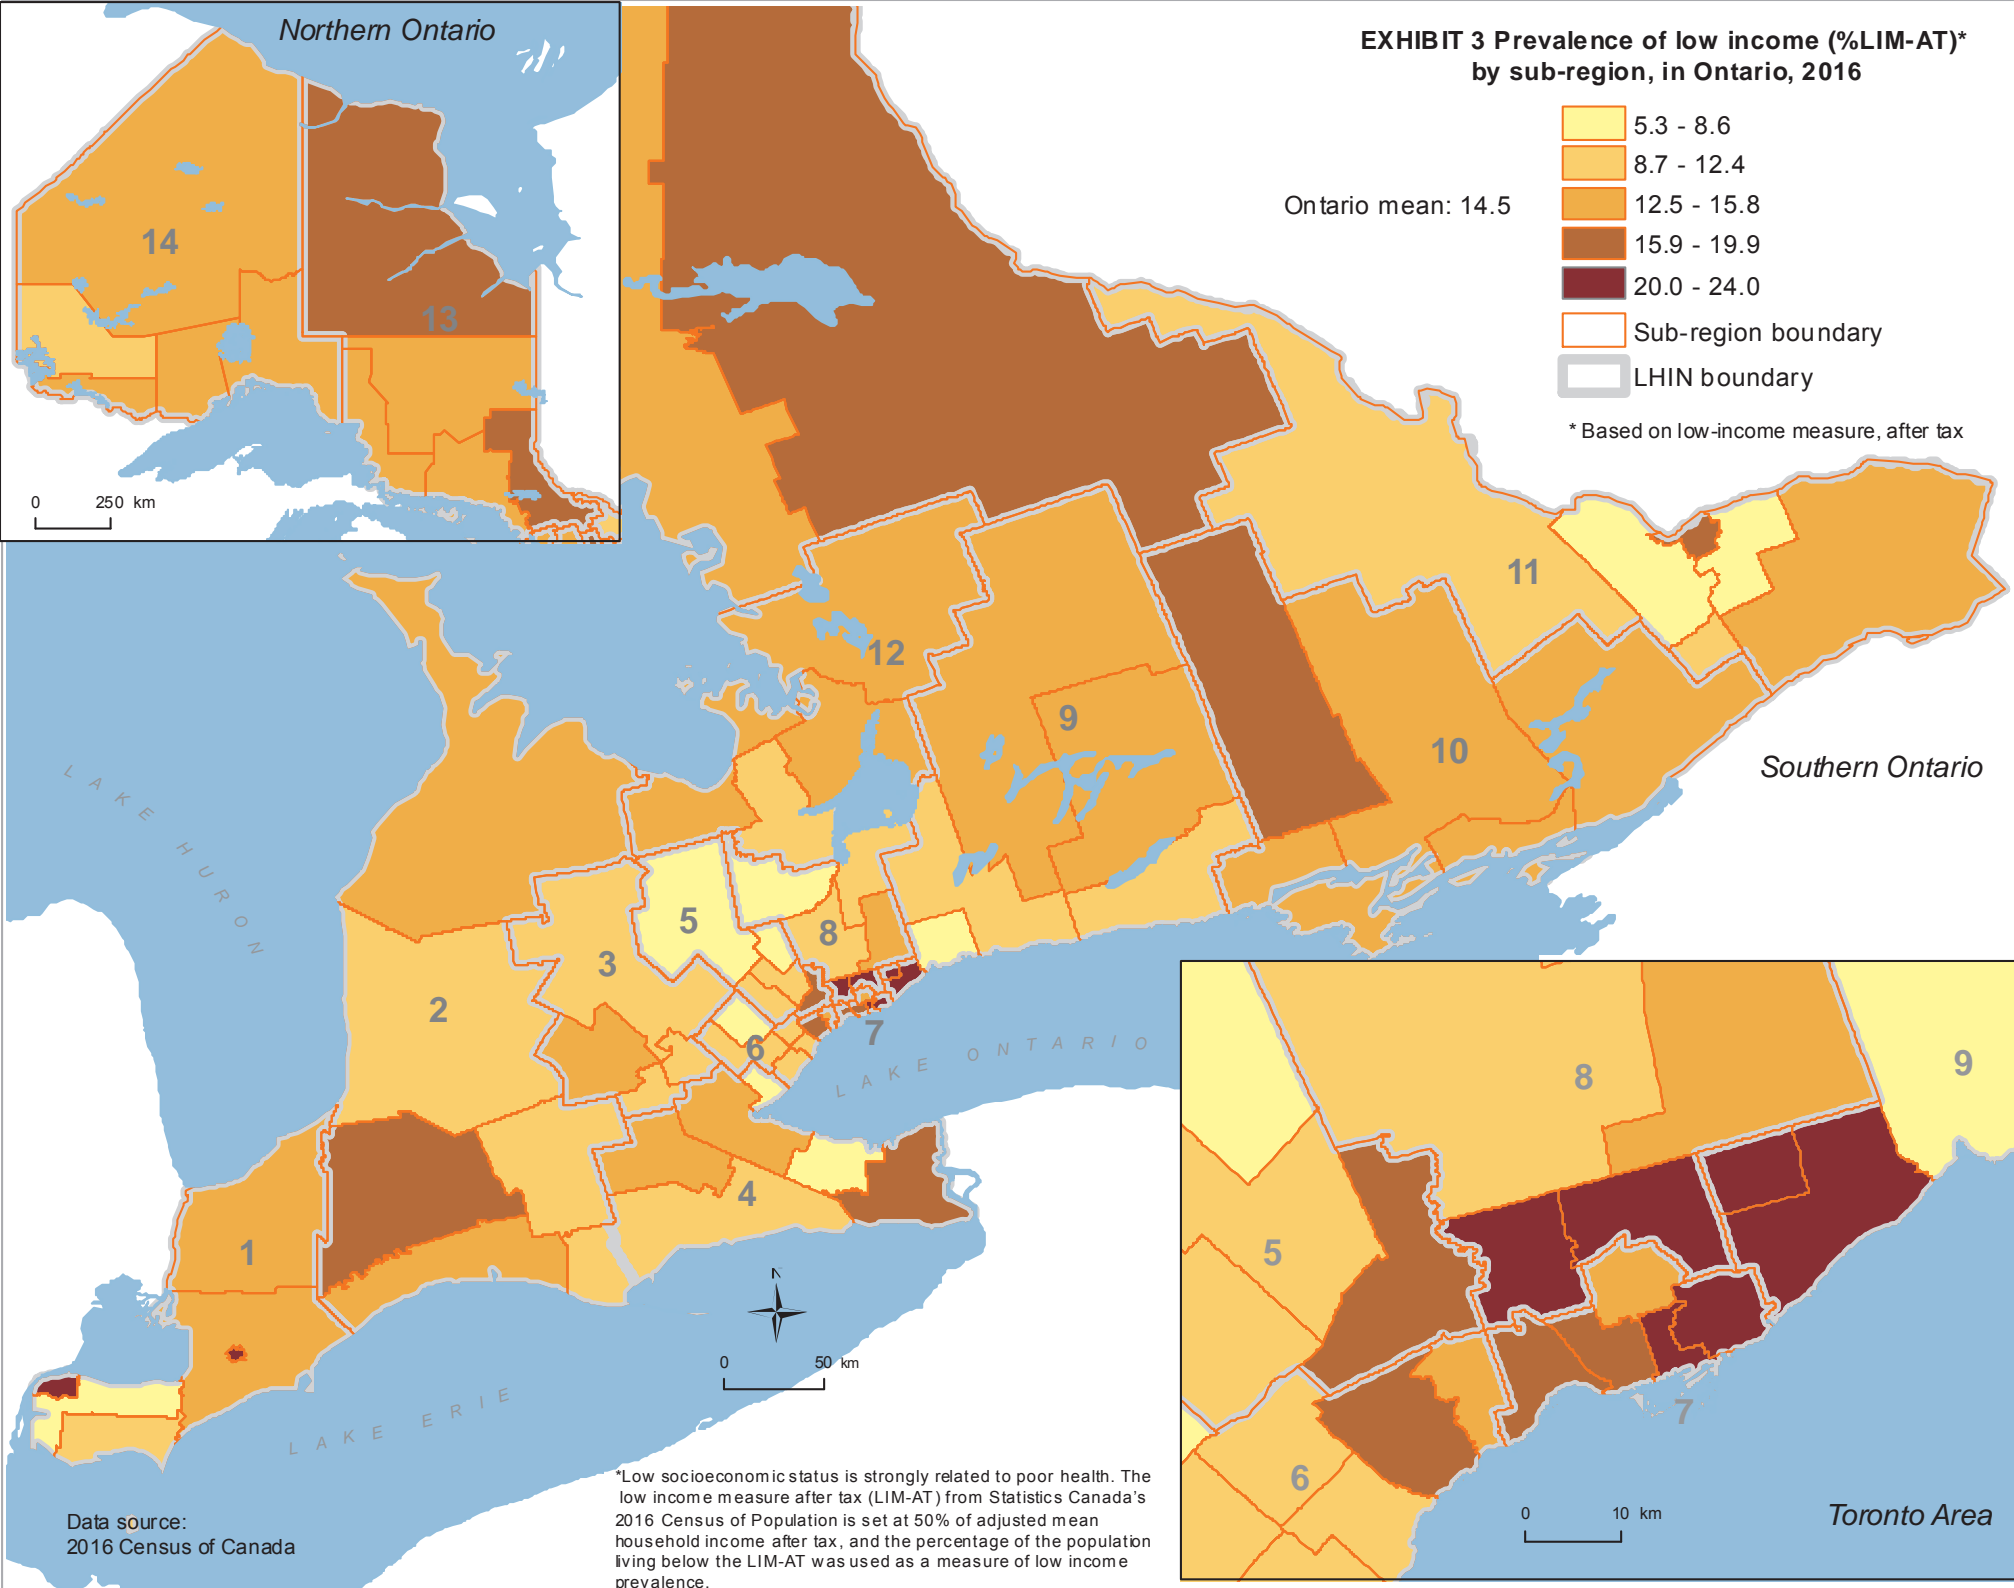 Northern Ontario
14
13
0 250 km
EXHIBIT 3 Prevalence of low income (%LIM-AT)*
by sub-region, in Ontario, 2016
Ontario mean: 14.5
5.3 - 8.6
8.7 - 12.4
12.5 - 15.8
15.9 - 19.9
20.0 - 24.0
Sub-region boundary
LHIN boundary
* Based on low-income measure, after tax
11
12
9
10
Southern Ontario
LAKE HURON
5
8
3
2
7
6
LAKE ONTARIO
4
1
N
0 50 km
LAKE ERIE
8
9
5
7
6
0 10 km
Toronto Area
Data source:
2016 Census of Canada
*Low socioeconomic status is strongly related to poor health. The
low income measure after tax (LIM-AT) from Statistics Canada's
2016 Census of Population is set at 50% of adjusted mean
household income after tax, and the percentage of the population
living below the LIM-AT was used as a measure of low income
prevalence.